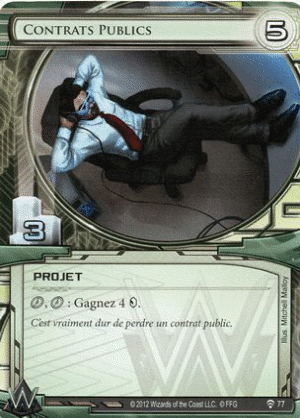 CONTRATS PUBLICS
5
3
PROJET
, : Gagnez 4 .
C'est vraiment dur de perdre un contrat public.
Illus. Mitchell Malloy
W
© 2012 Wizards of the Coast LLC. © FFG
77